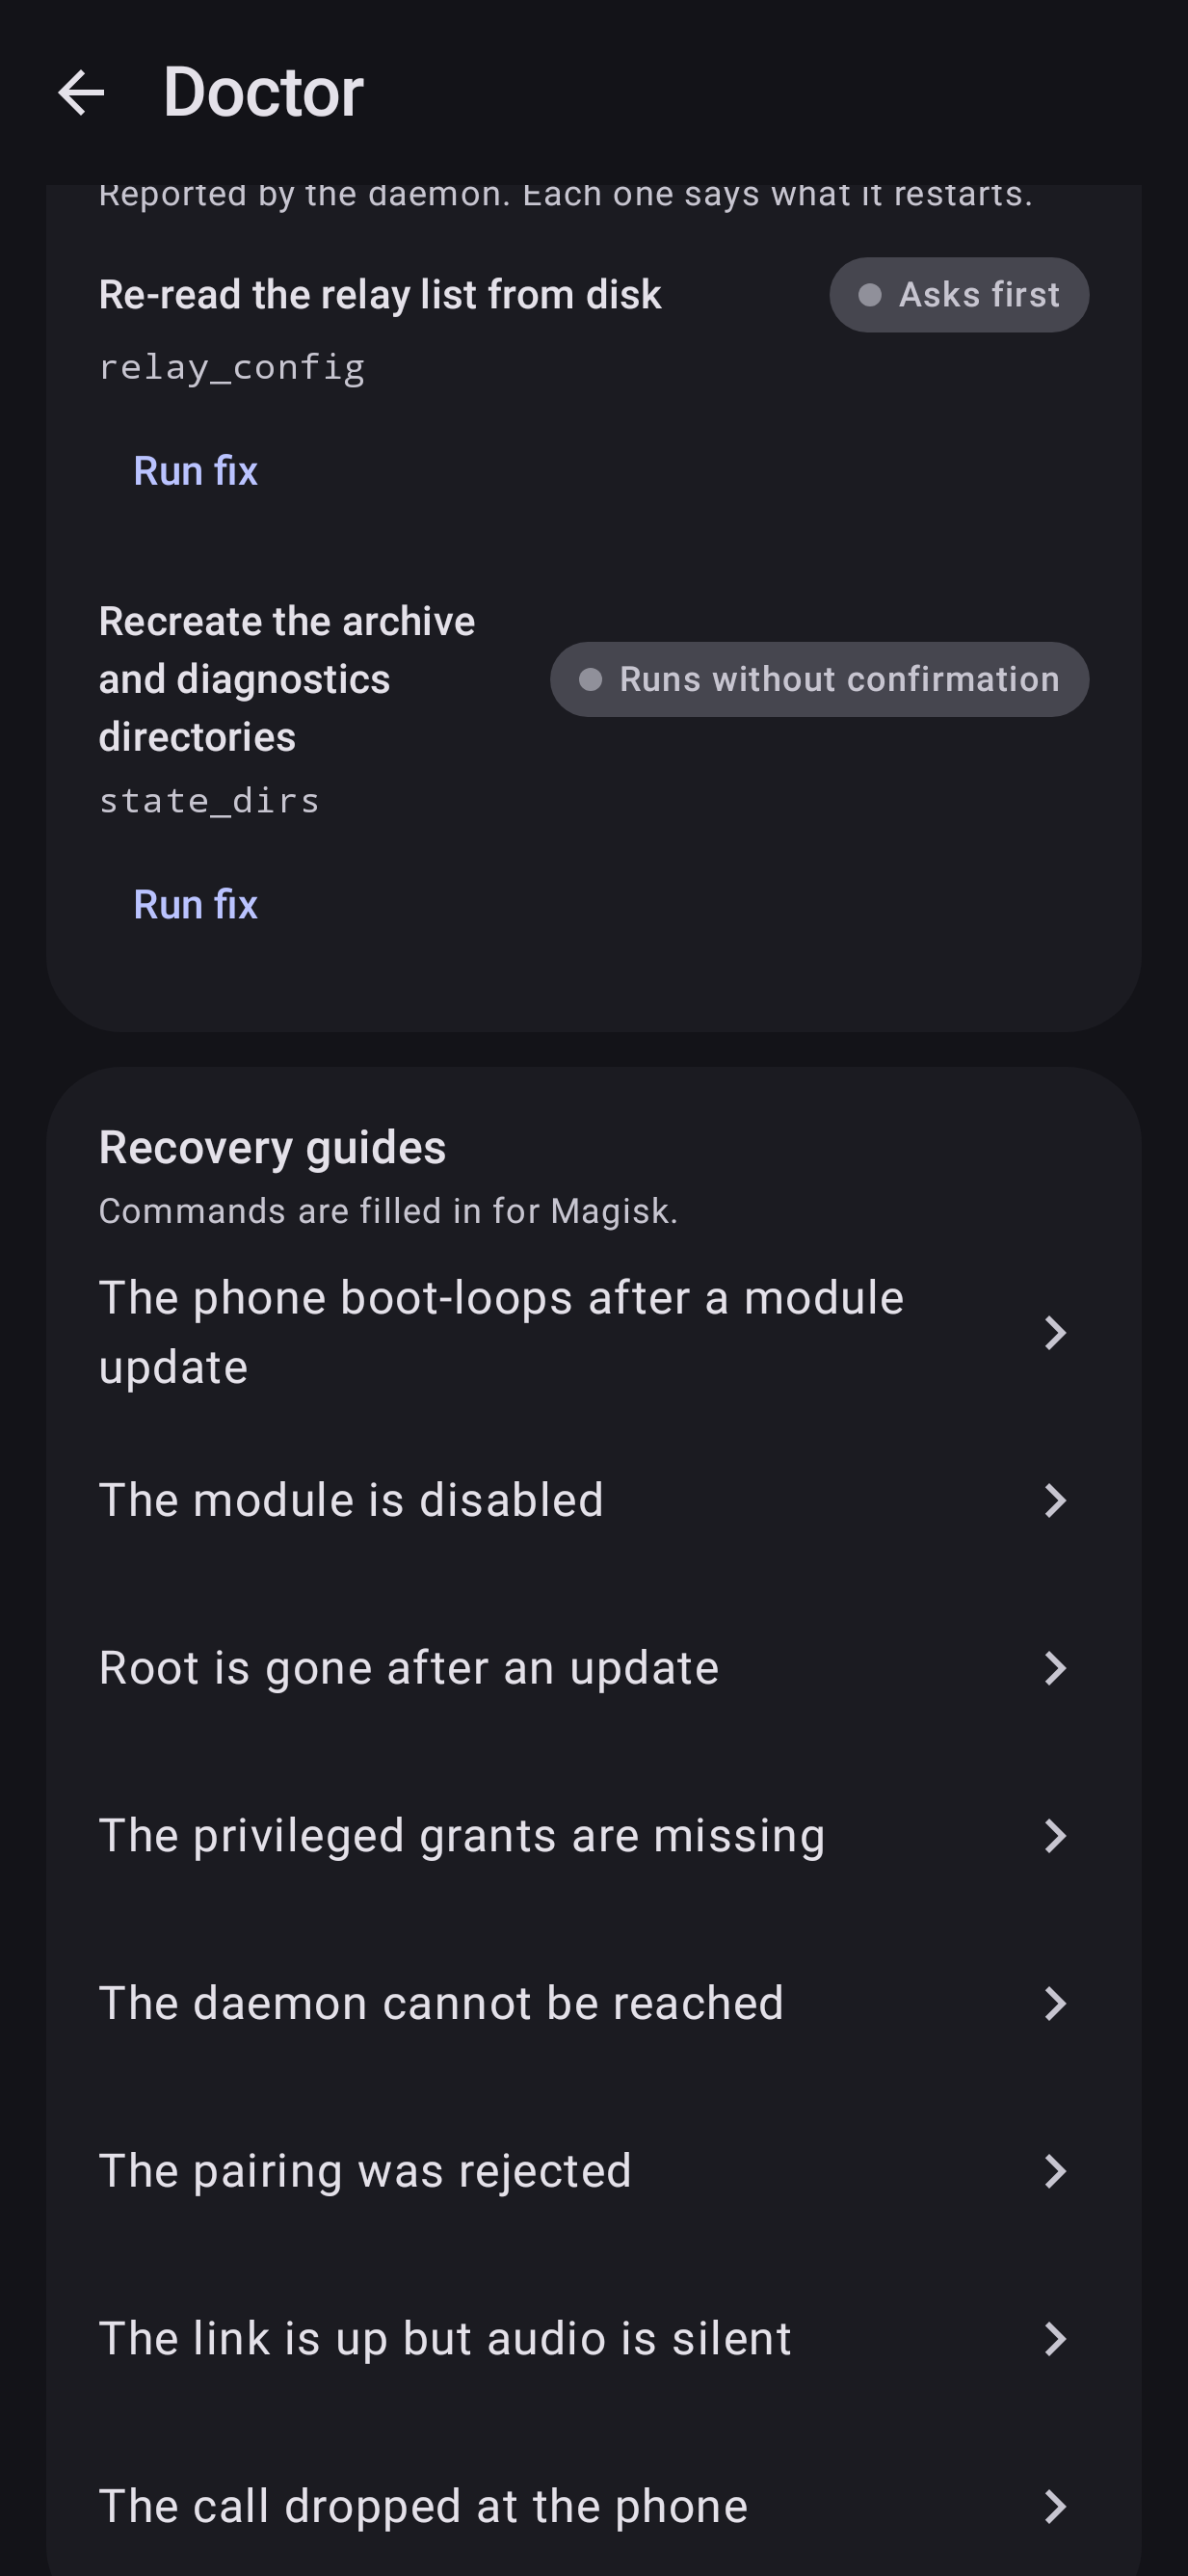 Doctor
Reported by the daemon. Each one says what it restarts.
Re-read the relay list from disk
Asks first
relay_config
Run fix
Recreate the archive
and diagnostics
directories
Runs without confirmation
state_dirs
Run fix
Recovery guides
Commands are filled in for Magisk.
The phone boot-loops after a module
update
The module is disabled
Root is gone after an update
The privileged grants are missing
The daemon cannot be reached
The pairing was rejected
The link is up but audio is silent
The call dropped at the phone